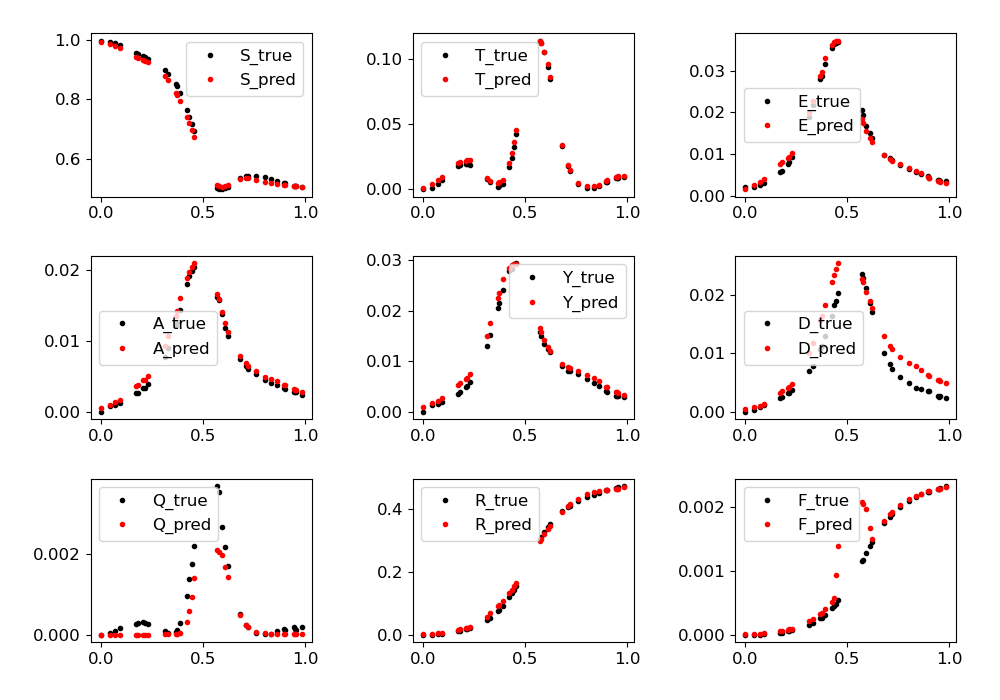 1.0
0.8
0.6
S_true
S_pred
0.0 0.5 1.0
0.10
0.05
0.00
T_true
T_pred
0.0 0.5 1.0
0.03
0.02
0.01
0.00
E_true
E_pred
0.0 0.5 1.0
0.02
0.01
0.00
A_true
A_pred
0.0 0.5 1.0
0.03
0.02
0.01
0.00
Y_true
Y_pred
0.0 0.5 1.0
0.02
0.01
0.00
D_true
D_pred
0.0 0.5 1.0
0.002
0.000
Q_true
Q_pred
0.0 0.5 1.0
0.4
0.2
0.0
R_true
R_pred
0.0 0.5 1.0
0.002
0.001
0.000
F_true
F_pred
0.0 0.5 1.0